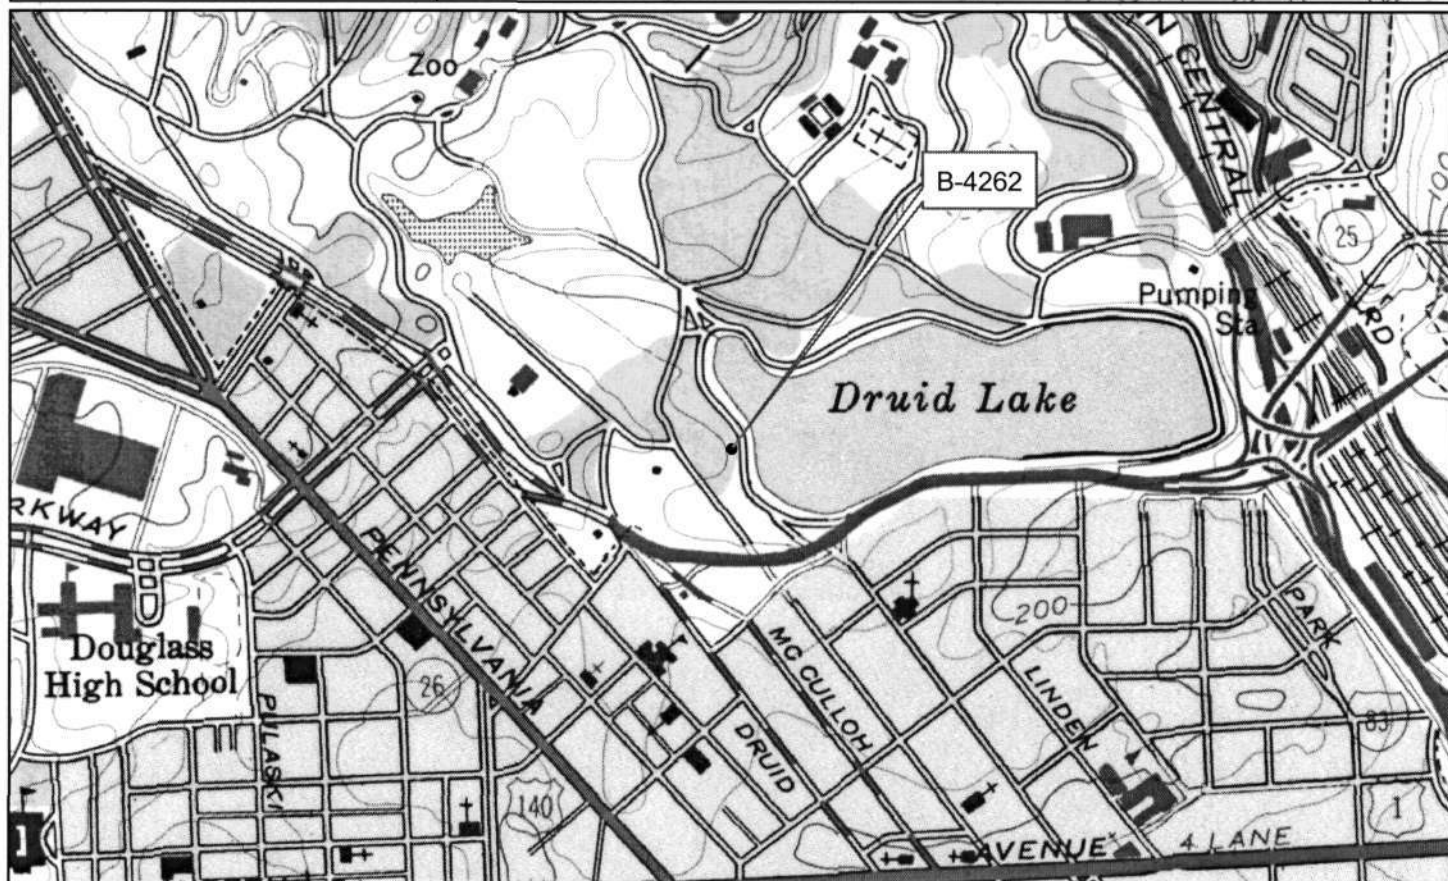 Zoo
N CENTRAL
B-4262
25
100
Pumping
Sta
Druid Lake
RKWAY
PENNSYLVANIA
Douglass
High School
200
PARK
MC CULLOH
LINDEN
26
PULASKI
DRUID
83
140
1
AVENUE
4 LANE